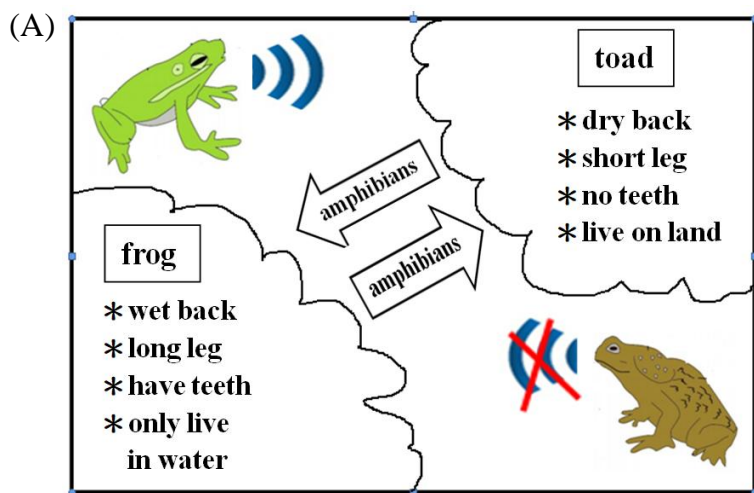 (A)
toad
* dry back
* short leg
* no teeth
* live on land
amphibians
amphibians
frog
* wet back
* long leg
* have teeth
* only live
in water